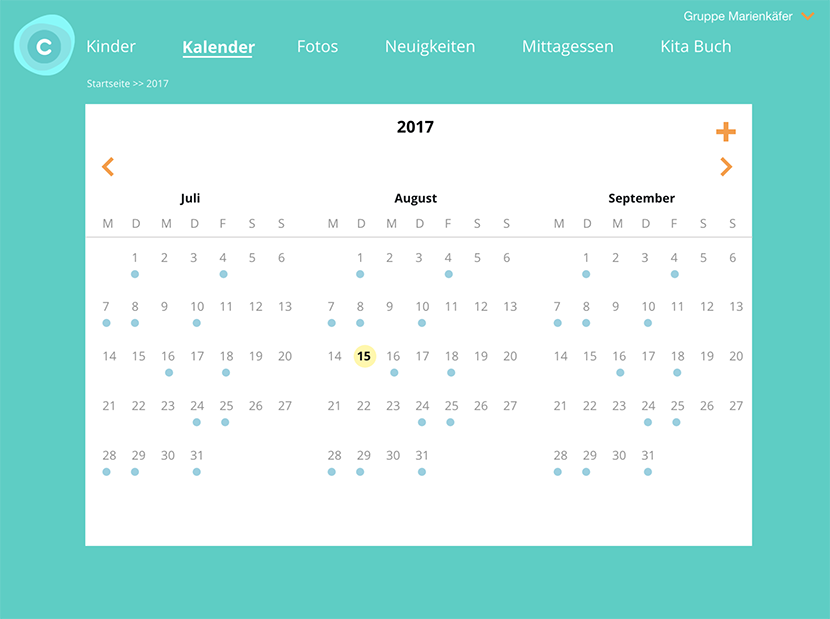 Gruppe Marienkäfer
C
Kinder Kalender Fotos Neuigkeiten Mittagessen Kita Buch
Startseite >> 2017
2017
Juli August September
M D M D F S S M D M D F S S M D M D F S S
1 2 3 4 5 6 1 2 3 4 5 6 1 2 3 4 5 6
7 8 9 10 11 12 13 7 8 9 10 11 12 13 7 8 9 10 11 12 13
14 15 16 17 18 19 20 14 15 16 17 18 19 20 14 15 16 17 18 19 20
21 22 23 24 25 26 27 21 22 23 24 25 26 27 21 22 23 24 25 26 27
28 29 30 31 28 29 30 31 28 29 30 31